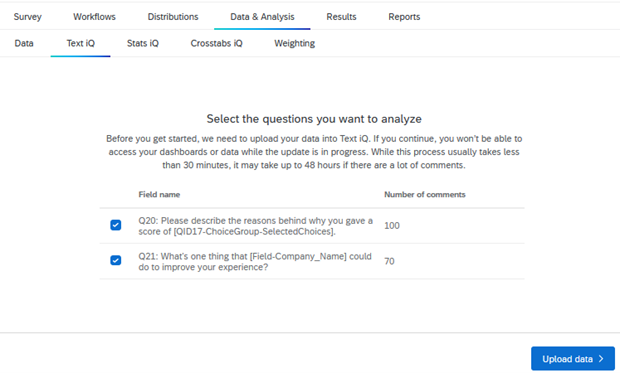 Survey Workflows Distributions Data & Analysis Results Reports
Data Text iQ Stats iQ Crosstabs iQ Weighting
Select the questions you want to analyze
Before you get started, we need to upload your data into Text iQ. If you continue, you won't be able to
access your dashboards or data while the update is in progress. While this process usually takes less
than 30 minutes, it may take up to 48 hours if there are a lot of comments.
Field name Number of comments
Q20: Please describe the reasons behind why you gave a
score of [QID17-ChoiceGroup-SelectedChoices].
100
Q21: What's one thing that [Field-Company_Name] could
do to improve your experience?
70
Upload data